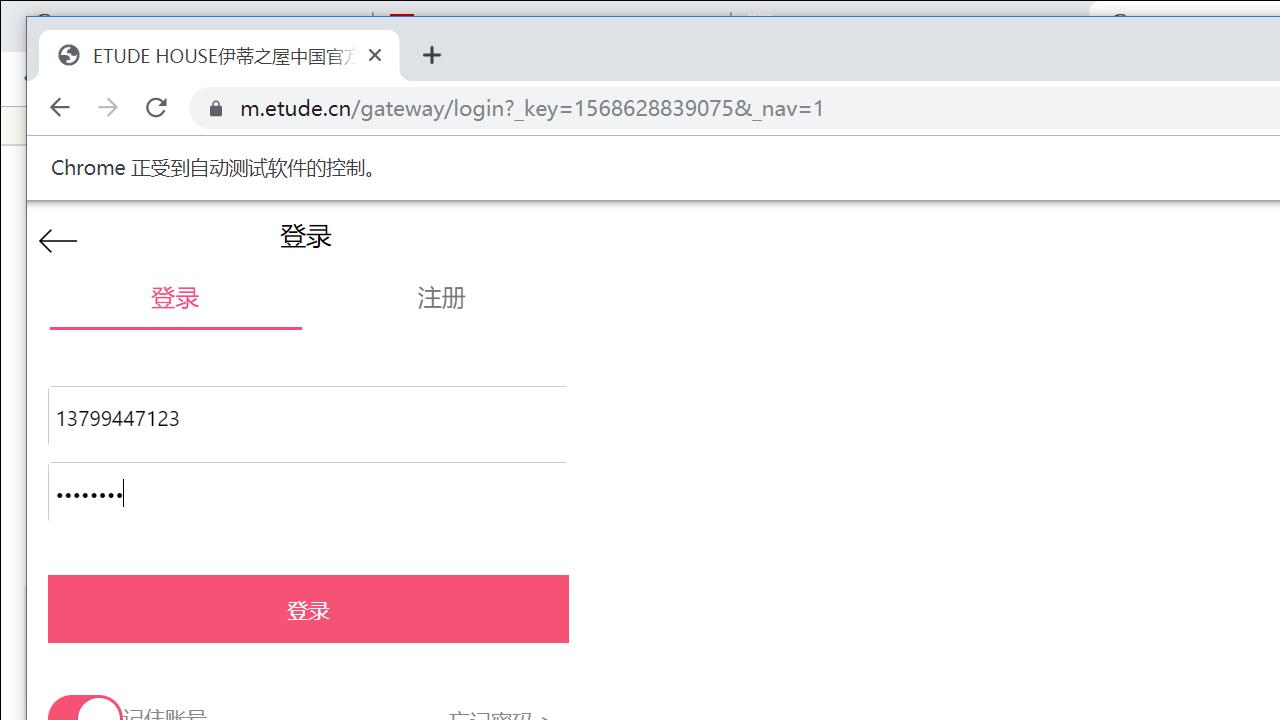 ETUDE HOUSE伊蒂之屋中国官方
m.etude.cn/gateway/login?_key=1568628839075&_nav=1
Chrome 正受到自动测试软件的控制。
登录
登录 注册
13799447123
••••••••
登录
记住账号 忘记密码 >